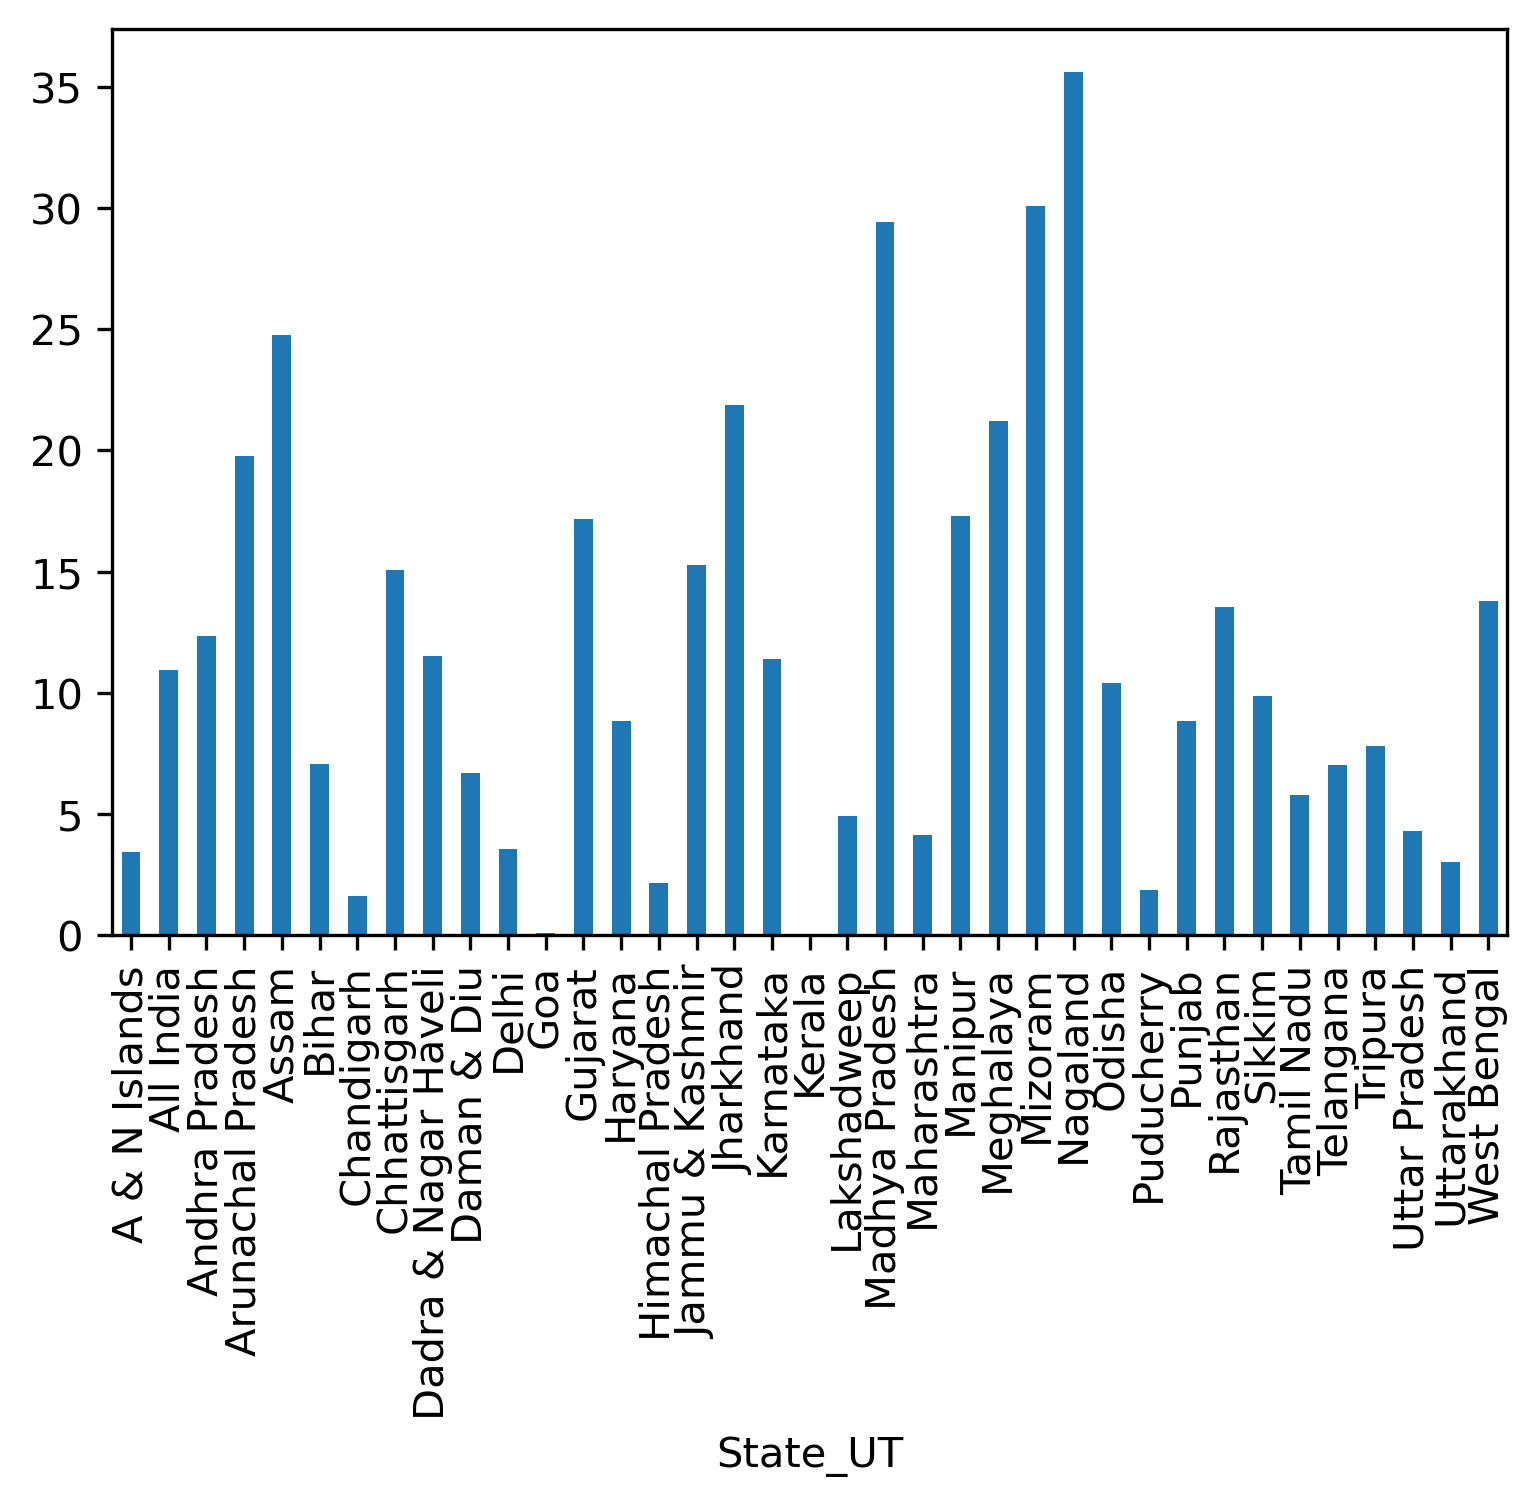 35
30
25
20
15
10
5
0
A & N Islands
All India
Andhra Pradesh
Arunachal Pradesh
Assam
Bihar
Chandigarh
Chhattisgarh
Dadra & Nagar Haveli
Daman & Diu
Delhi
Goa
Gujarat
Haryana
Himachal Pradesh
Jammu & Kashmir
Jharkhand
Karnataka
Kerala
Lakshadweep
Madhya Pradesh
Maharashtra
Manipur
Meghalaya
Mizoram
Nagaland
Odisha
Puducherry
Punjab
Rajasthan
Sikkim
Tamil Nadu
Telangana
Tripura
Uttar Pradesh
Uttarakhand
West Bengal
State_UT